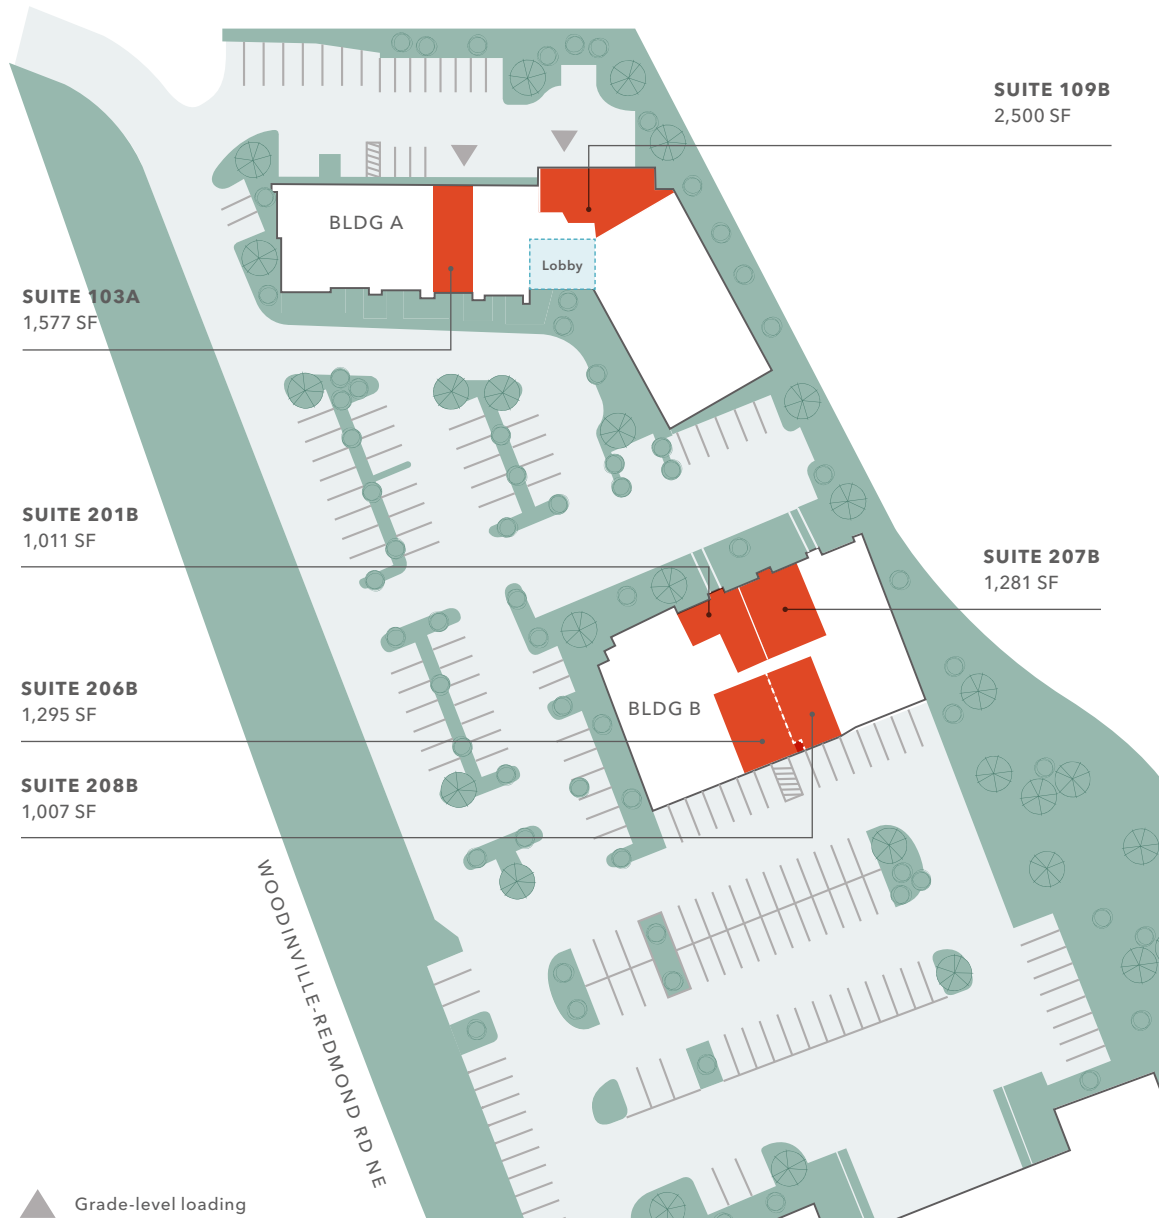 SUITE 109B
2,500 SF
BLDG A
Lobby
SUITE 103A
1,577 SF
SUITE 201B
1,011 SF
SUITE 207B
1,281 SF
SUITE 206B
1,295 SF
BLDG B
SUITE 208B
1,007 SF
WOODINVILLE-REDMOND RD NE
Grade-level loading